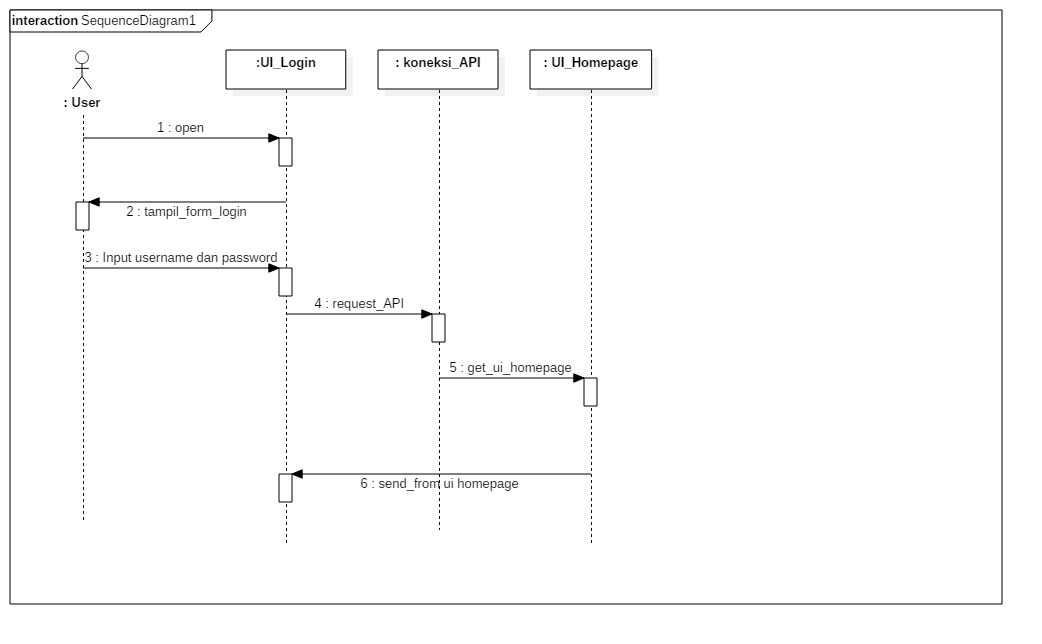 interaction SequenceDiagram1
:UI_Login
: koneksi_API
: UI_Homepage
: User
1 : open
2 : tampil_form_login
3 : Input username dan password
4 : request_API
5 : get_ui_homepage
6 : send_from ui homepage